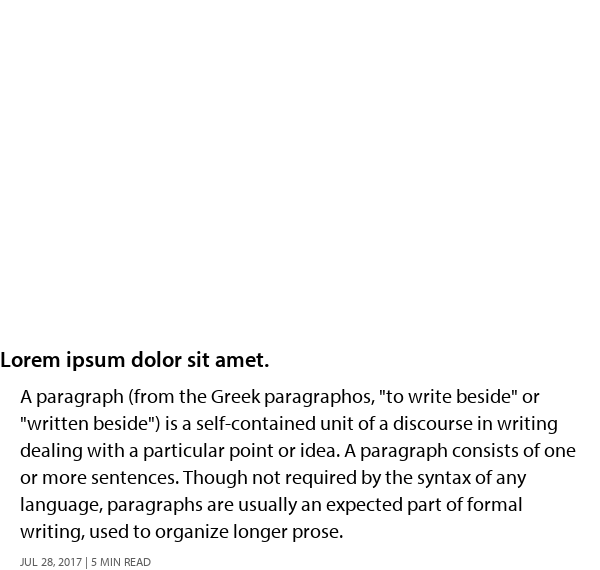 Lorem ipsum dolor sit amet.
A paragraph (from the Greek paragraphos, "to write beside" or
"written beside") is a self-contained unit of a discourse in writing
dealing with a particular point or idea. A paragraph consists of one
or more sentences. Though not required by the syntax of any
language, paragraphs are usually an expected part of formal
writing, used to organize longer prose.
JUL 28, 2017 | 5 MIN READ